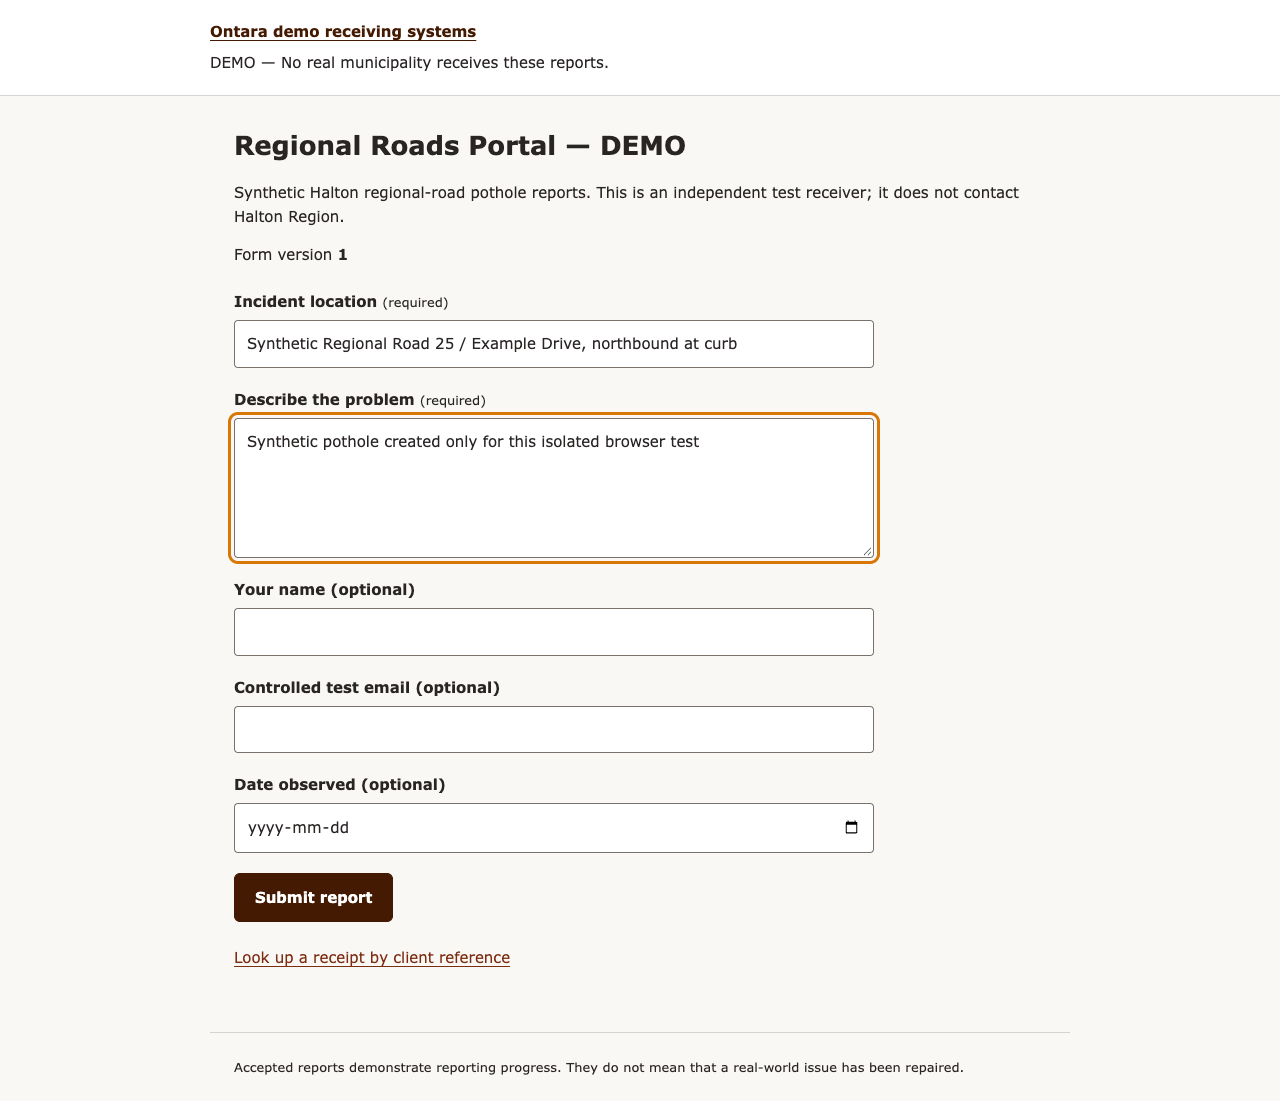 Ontara demo receiving systems
DEMO — No real municipality receives these reports.
Regional Roads Portal — DEMO
Synthetic Halton regional-road pothole reports. This is an independent test receiver; it does not contact
Halton Region.
Form version 1
Incident location (required)
Synthetic Regional Road 25 / Example Drive, northbound at curb
Describe the problem (required)
Synthetic pothole created only for this isolated browser test
Your name (optional)
Controlled test email (optional)
Date observed (optional)
yyyy-mm-dd
Submit report
Look up a receipt by client reference
Accepted reports demonstrate reporting progress. They do not mean that a real-world issue has been repaired.